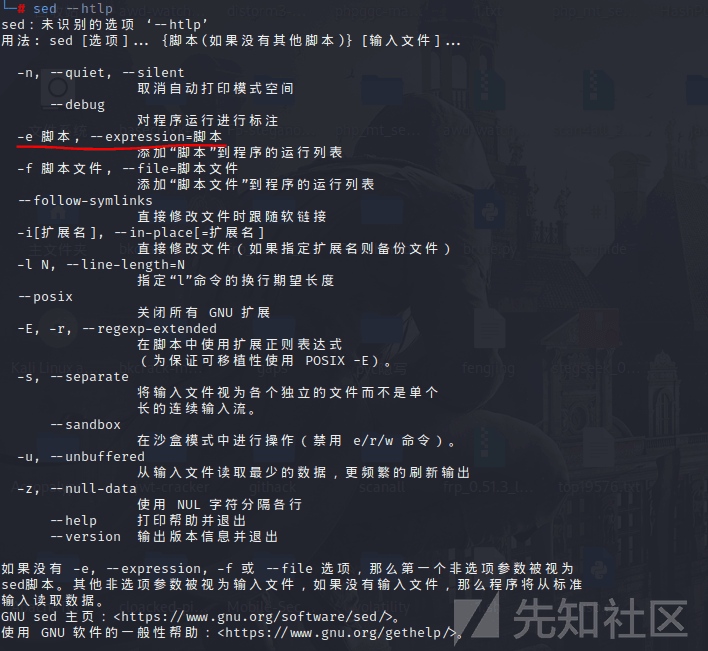 └─# sed --htlp
sed：未识别的选项 ‘--htlp’
用法: sed [选项]... {脚本(如果没有其他脚本)} [输入文件]...
-n, --quiet, --silent
取消自动打印模式空间
--debug
对程序运行进行标注
-e 脚本, --expression=脚本
添加“脚本”到程序的运行列表
-f 脚本文件, --file=脚本文件
添加“脚本文件”到程序的运行列表
--follow-symlinks
直接修改文件时跟随软链接
-i[扩展名], --in-place[=扩展名]
直接修改文件（如果指定扩展名则备份文件）
-l N, --line-length=N
指定“l”命令的换行期望长度
--posix
关闭所有 GNU 扩展
-E, -r, --regexp-extended
在脚本中使用扩展正则表达式
（为保证可移植性使用 POSIX -E）。
-s, --separate
将输入文件视为各个独立的文件而不是单个
长的连续输入流。
--sandbox
在沙盒模式中进行操作（禁用 e/r/w 命令）。
-u, --unbuffered
从输入文件读取最少的数据，更频繁的刷新输出
-z, --null-data
使用 NUL 字符分隔各行
--help 打印帮助并退出
--version 输出版本信息并退出
如果没有 -e, --expression, -f 或 --file 选项，那么第一个非选项参数被视为
sed脚本。其他非选项参数被视为输入文件，如果没有输入文件，那么程序将从标准
输入读取数据。
GNU sed 主页：<https://www.gnu.org/software/sed/>。
使用 GNU 软件的一般性帮助：<https://www.gnu.org/gethelp/>。
先知社区